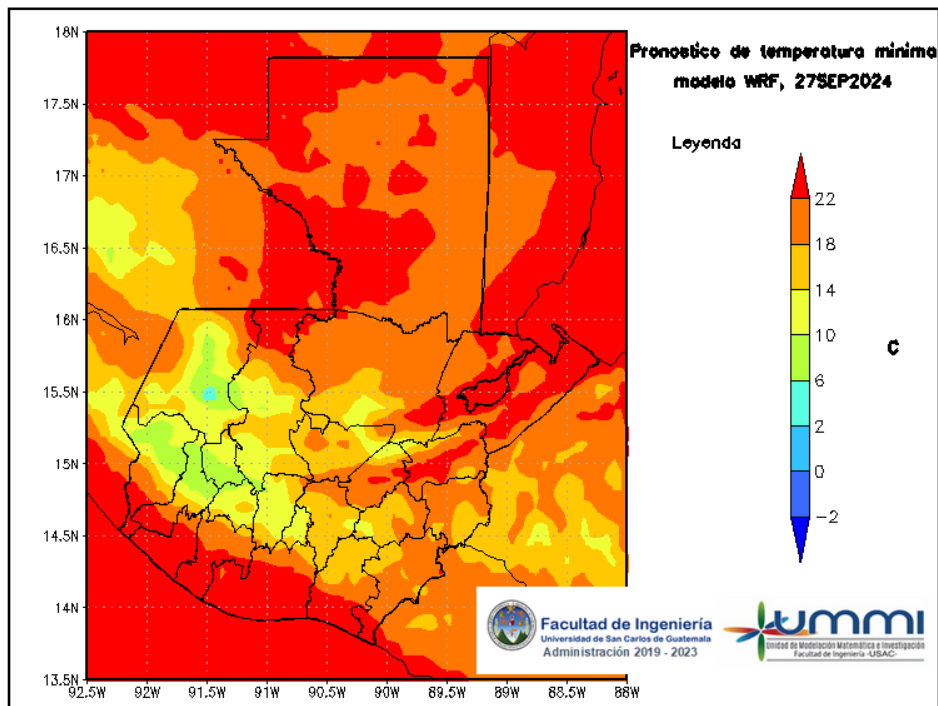 Pronostico de temperatura minima
modelo WRF, 27SEP2024
Leyenda
22
18
14
10
6
2
0
-2
C
18N
17.5N
17N
16.5N
16N
15.5N
15N
14.5N
14N
13.5N
92.5W 92W 91.5W 91W 90.5W 90W 89.5W 89W 88.5W 88W
Facultad de Ingeniería
Universidad de San Carlos de Guatemala
Administración 2019 - 2023
ummi
Unidad de Modelación Matemática e Investigación
Facultad de Ingeniería -USAC-